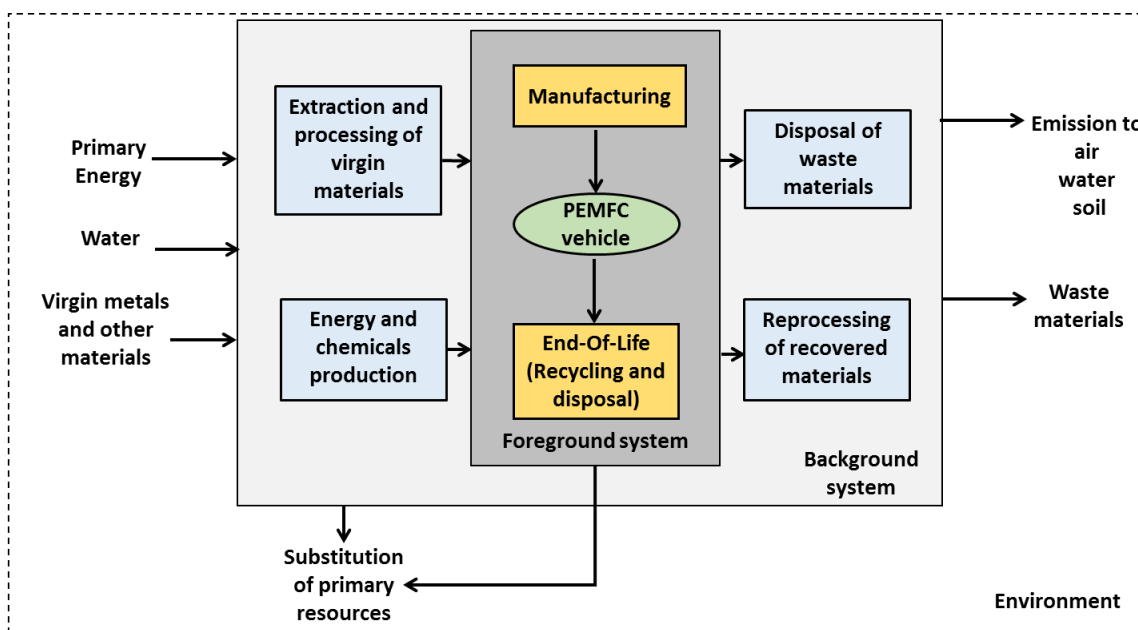 Primary
Energy
Water
Virgin metals
and other
materials
Extraction and
processing of
virgin
materials
Energy and
chemicals
production
Manufacturing
PEMFC
vehicle
End-Of-Life
(Recycling and
disposal)
Foreground system
Disposal of
waste
materials
Reprocessing
of recovered
materials
Background
system
Emission to
air
water
soil
Waste
materials
Substitution
of primary
resources
Environment